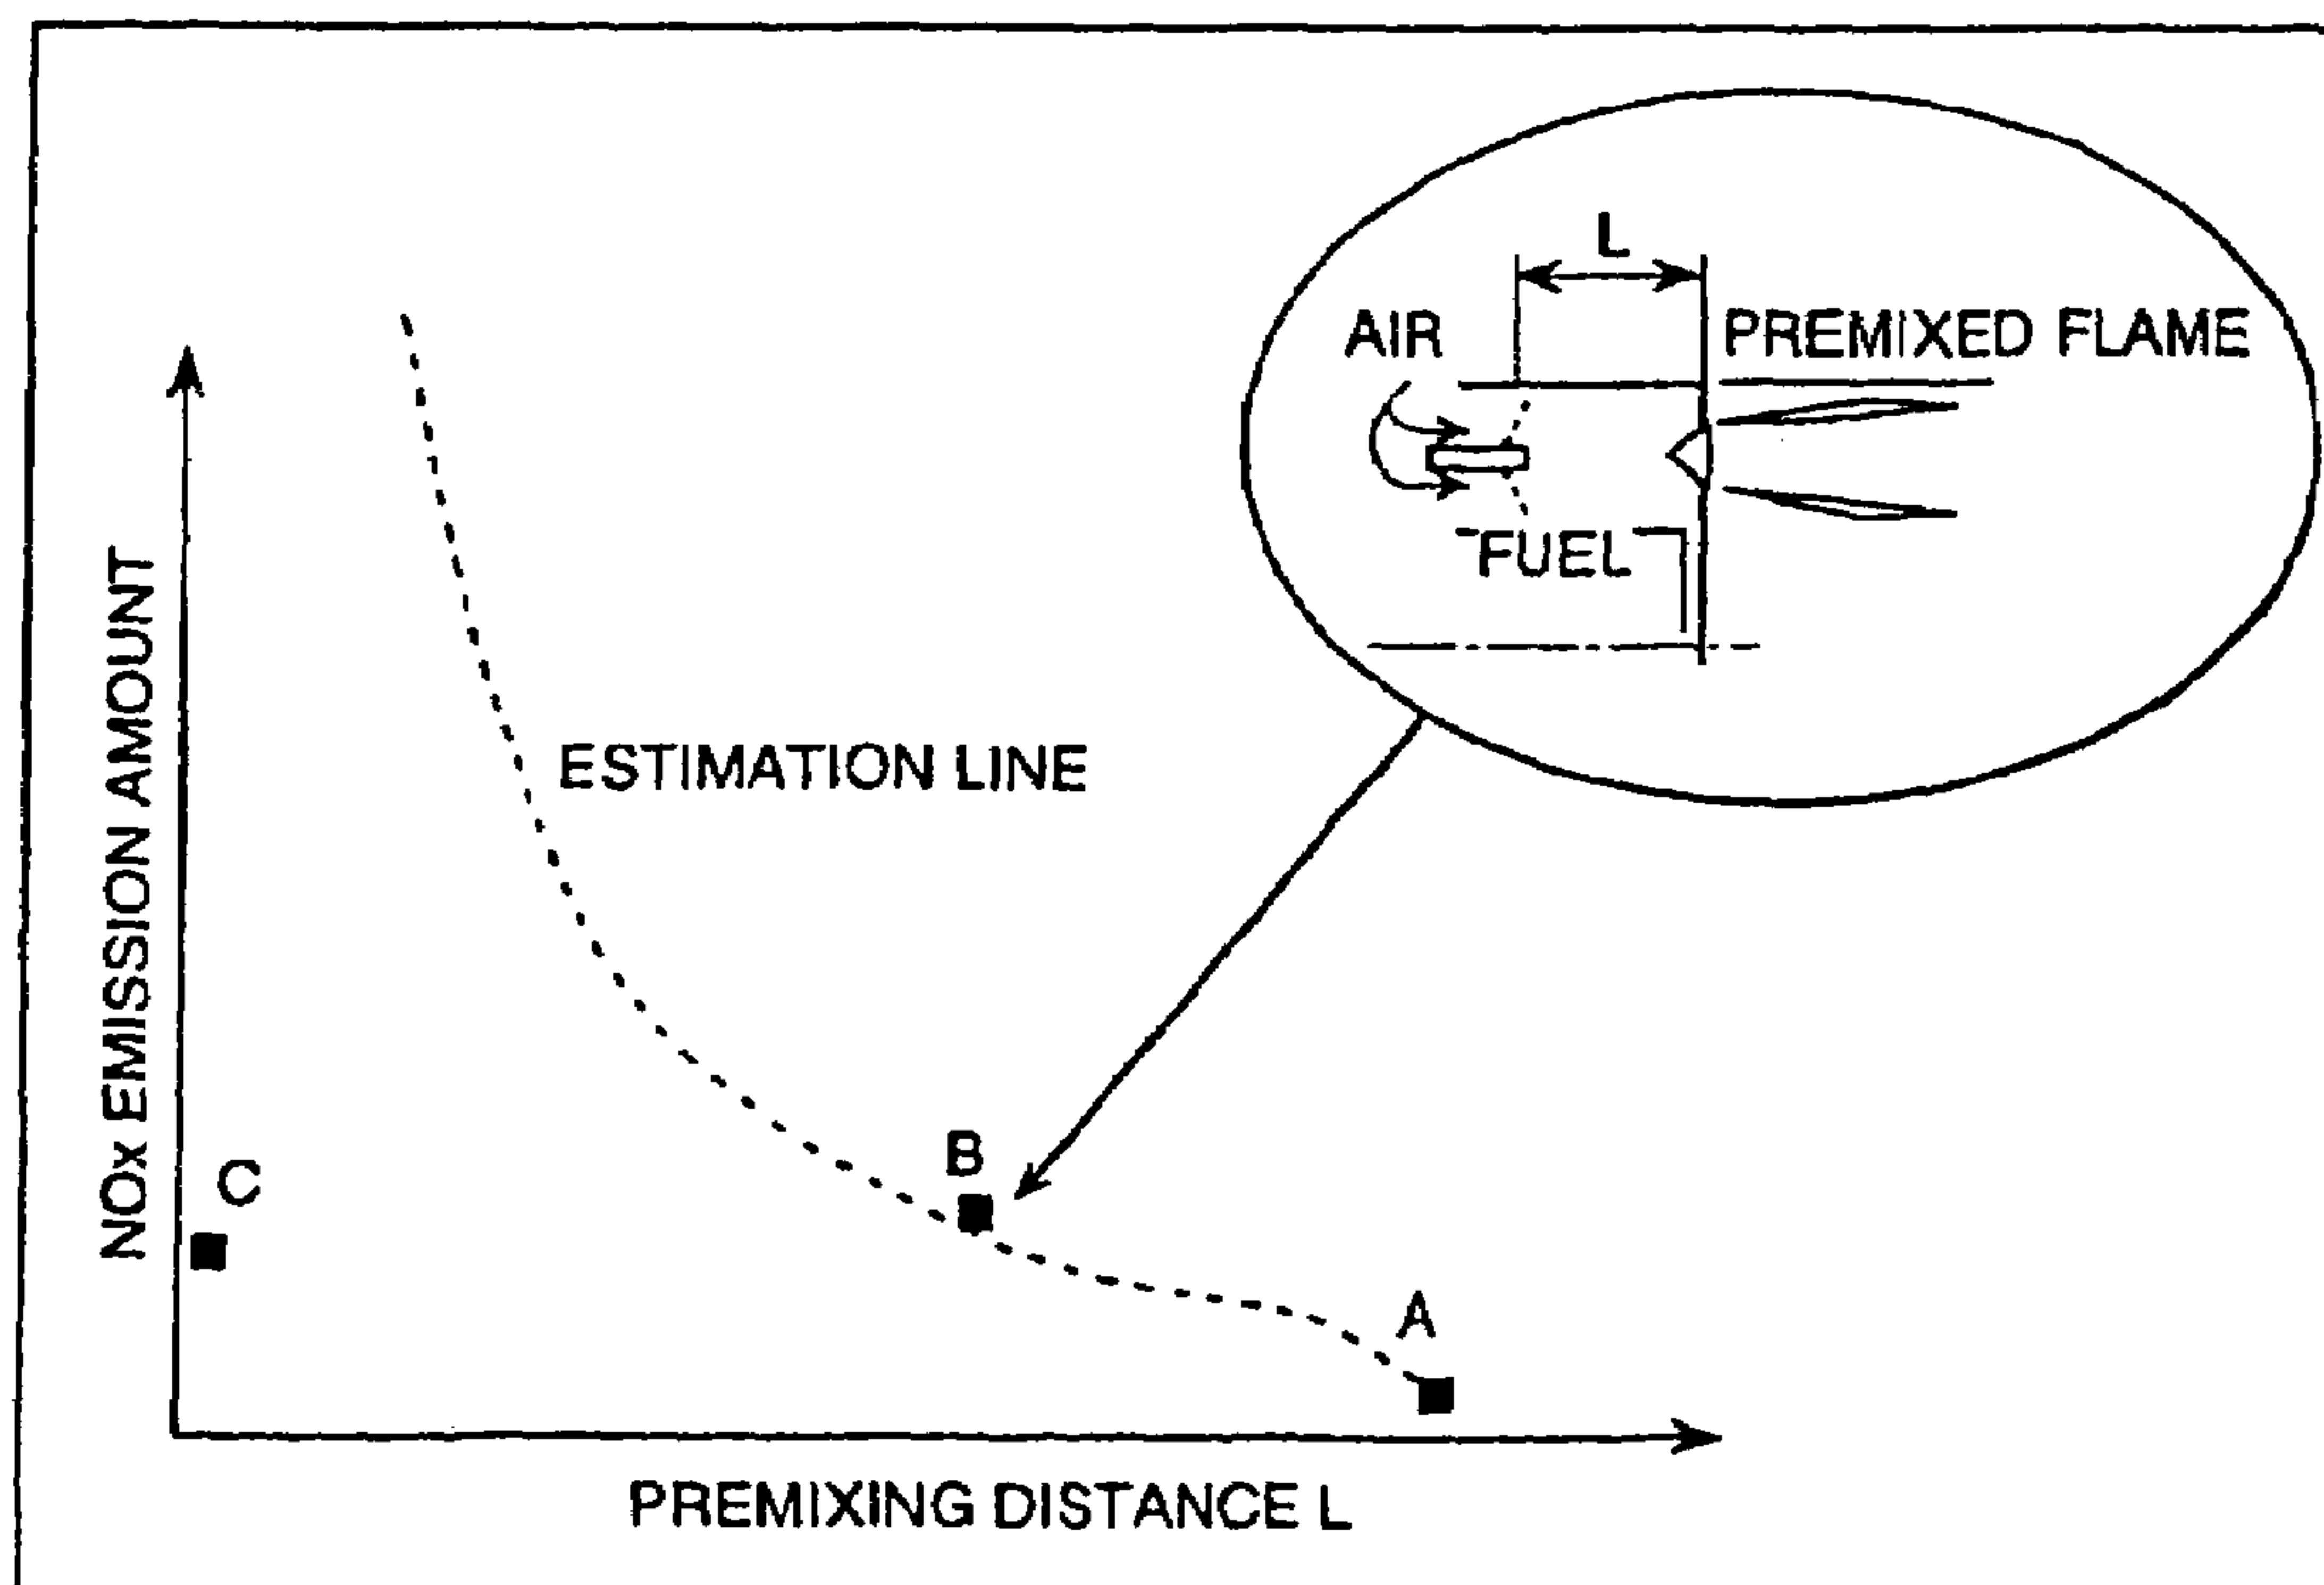 L
AIR
PREMIXED FLAME
FUEL
NOx EMISSION AMOUNT
ESTIMATION LINE
B
C
A
PREMIXING DISTANCE L